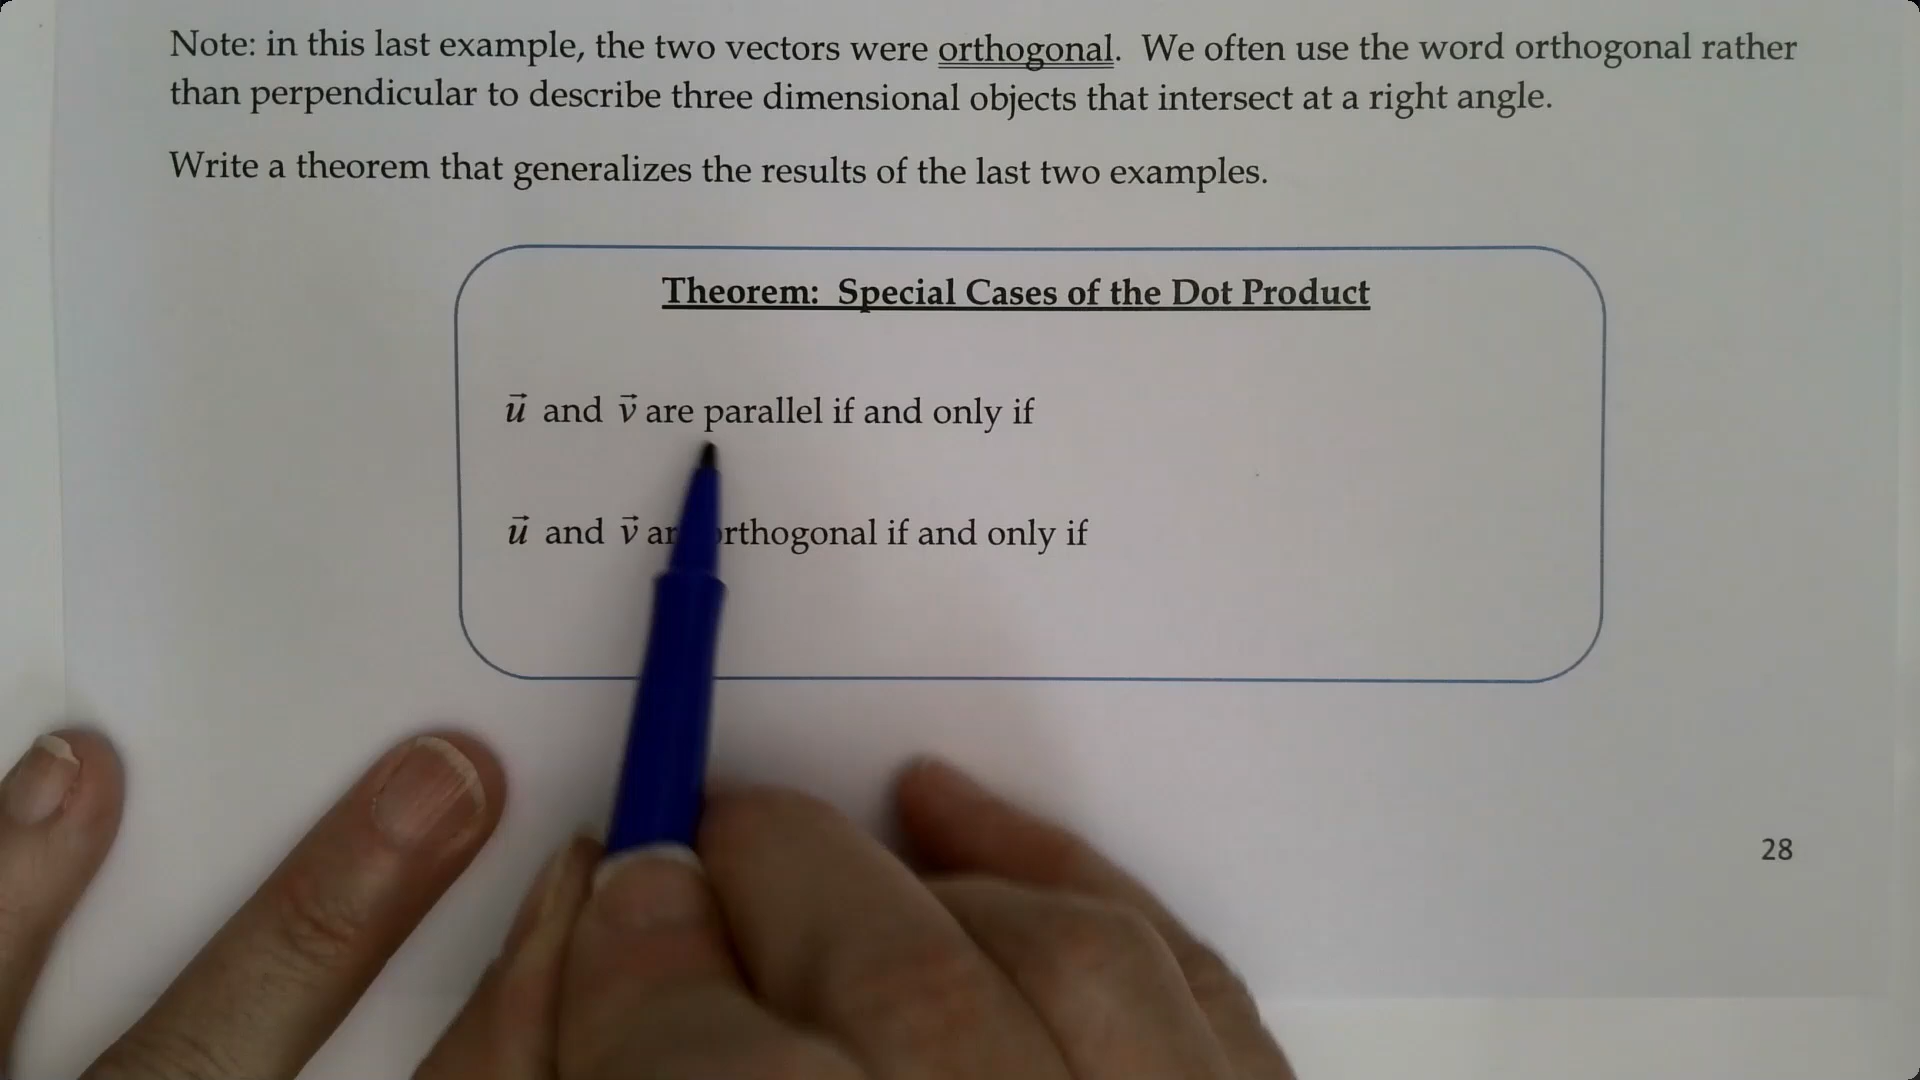 Note: in this last example, the two vectors were orthogonal. We often use the word orthogonal rather
than perpendicular to describe three dimensional objects that intersect at a right angle.
Write a theorem that generalizes the results of the last two examples.
Theorem: Special Cases of the Dot Product
u⃗ and v⃗ are parallel if and only if
u⃗ and v⃗ are orthogonal if and only if
28